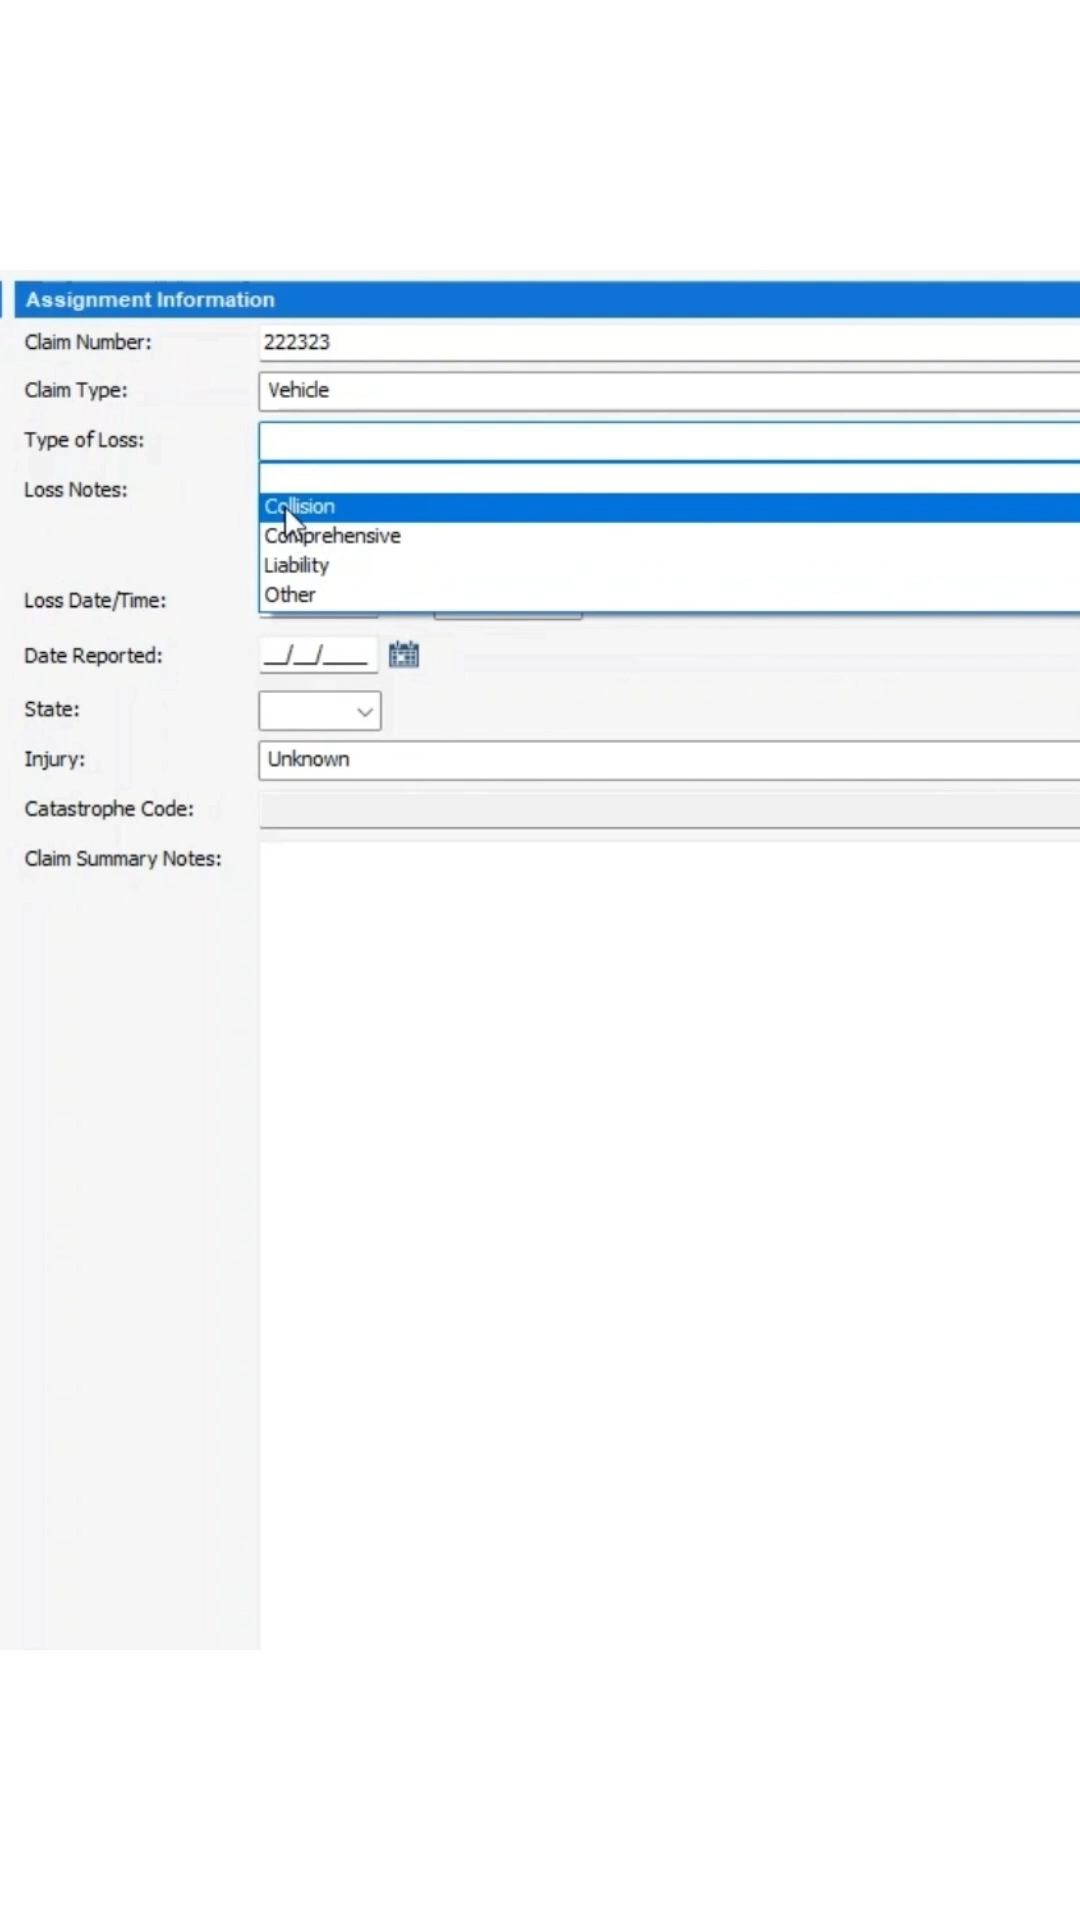 Assignment Information
Claim Number: 222323
Claim Type: Vehicle
Type of Loss:
Loss Notes:
Collision
Comprehensive
Liability
Other
Loss Date/Time:
Date Reported: __/__/____
State:
Injury: Unknown
Catastrophe Code:
Claim Summary Notes: